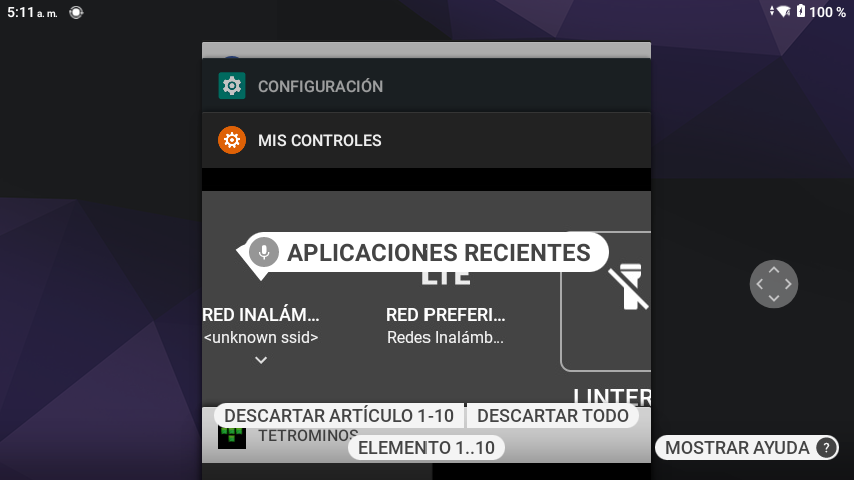 5:11 a. m.
100 %
CONFIGURACIÓN
MIS CONTROLES
APLICACIONES RECIENTES
LTE
RED INALÁM...
RED PREFERI...
<unknown ssid>
Redes Inalámb...
LINTER
DESCARTAR ARTÍCULO 1-10
DESCARTAR TODO
TETROMINOS
ELEMENTO 1..10
MOSTRAR AYUDA ?